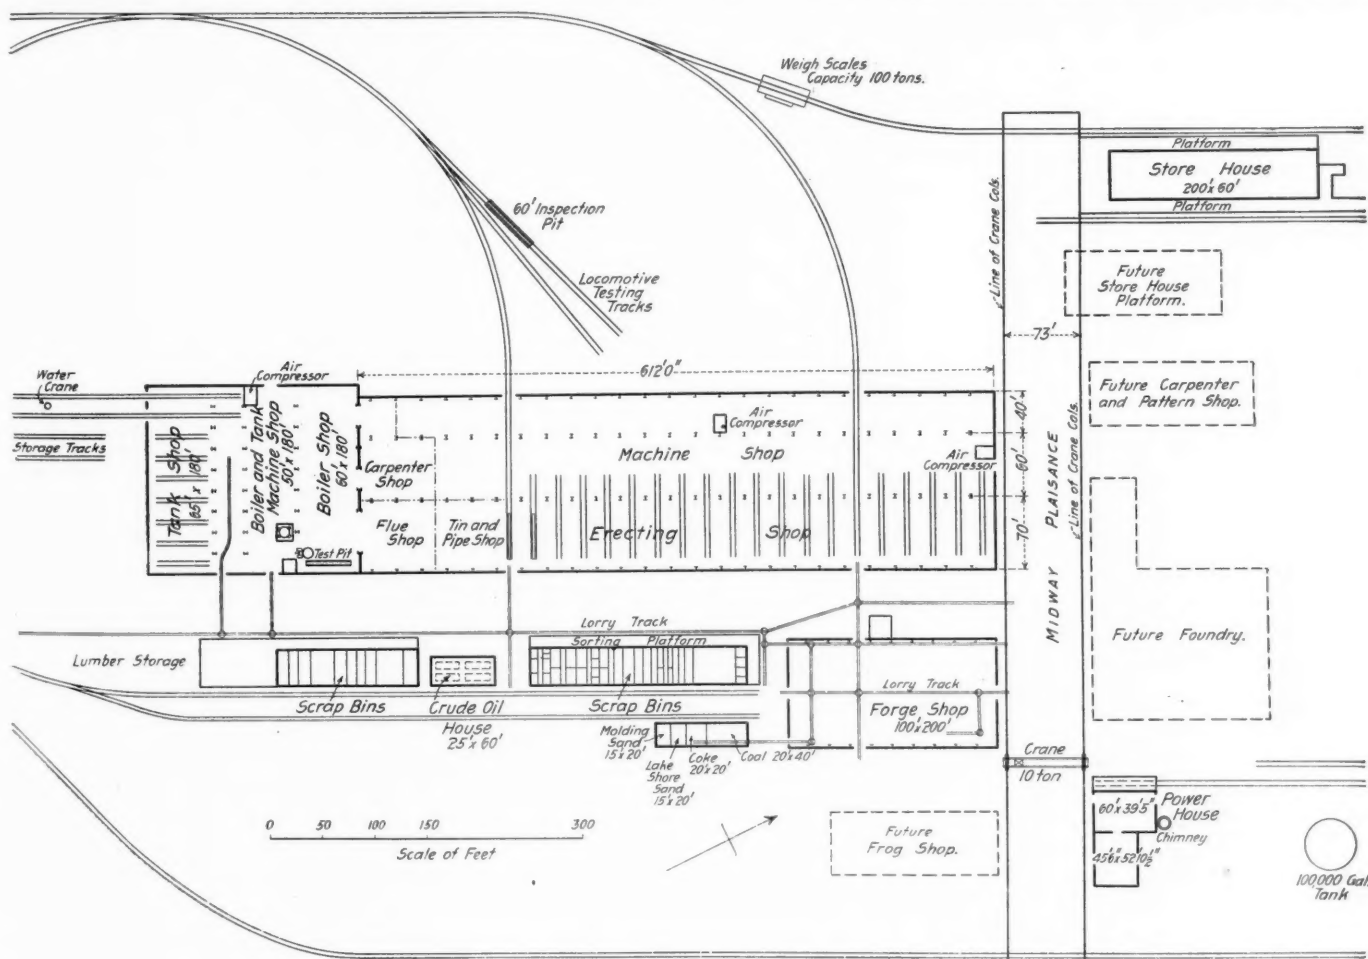 Weigh Scales
Capacity 100 tons.
Platform
Store House
200' x 60'
Platform
60' Inspection
Pit
Locomotive
Testing
Tracks
Line of Crane Cols.
Future
Store House
Platform.
73'
Water
Crane
Air
Compressor
612'0"
Storage Tracks
Tank Shop
65' x 180'
Boiler and Tank
Machine Shop
50' x 180'
Boiler Shop
60' x 180'
Carpenter
Shop
Air
Compressor
Machine Shop
Air
Compressor
40'
60'
70'
Future Carpenter
and Pattern Shop.
MIDWAY PLAISANCE
Line of Crane Cols.
Flue
Shop
Tin and
Pipe Shop
Erecting Shop
Test Pit
Future Foundry.
Lorry Track
Lumber Storage
Sorting Platform
Scrap Bins
Crude Oil
House
25' x 60'
Scrap Bins
Lorry Track
Forge Shop
100' x 200'
Molding
Sand
15' x 20'
Lake
Shore
Sand
15' x 20'
Coke
20' x 20'
Coal 20' x 40'
Crane
10 ton
0 50 100 150 300
Scale of Feet
Future
Frog Shop.
60' x 39'5"
Power
House
Chimney
100,000 Gal.
Tank